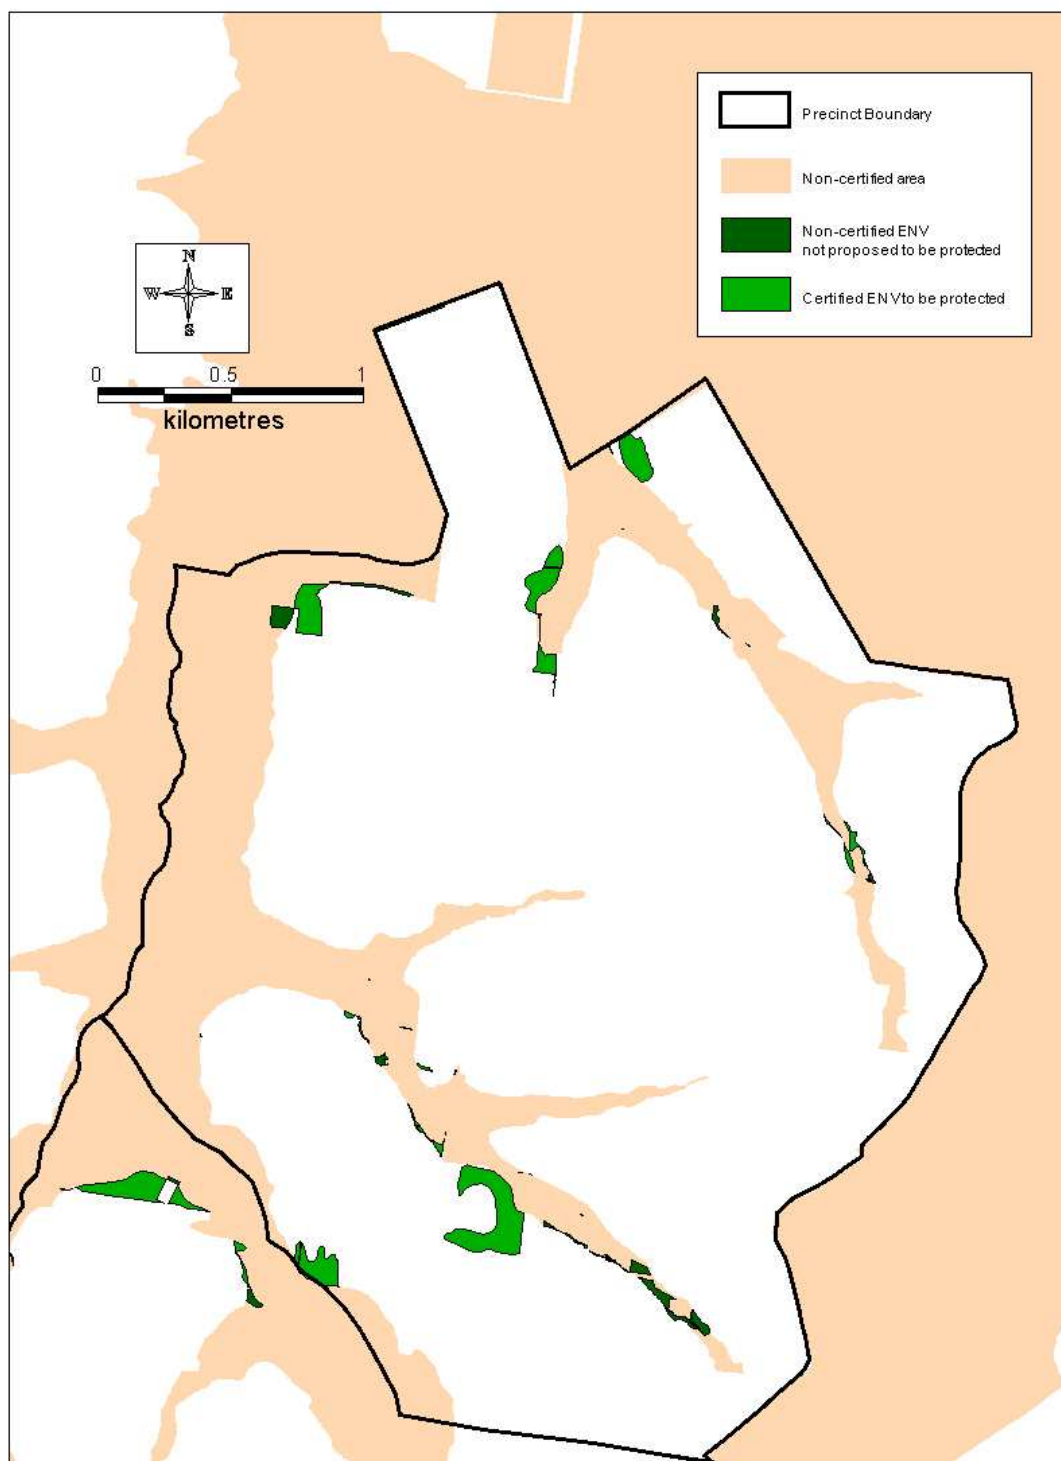 Precinct Boundary
Non-certified area
Non-certified ENV
not proposed to be protected
Certified ENV to be protected
N
W E
S
0 0.5 1
kilometres